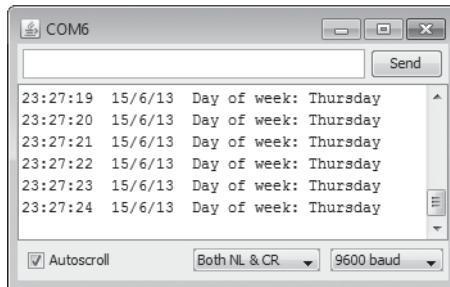 COM6
Send
23:27:19 15/6/13 Day of week: Thursday
23:27:20 15/6/13 Day of week: Thursday
23:27:21 15/6/13 Day of week: Thursday
23:27:22 15/6/13 Day of week: Thursday
23:27:23 15/6/13 Day of week: Thursday
23:27:24 15/6/13 Day of week: Thursday
Autoscroll Both NL & CR 9600 baud